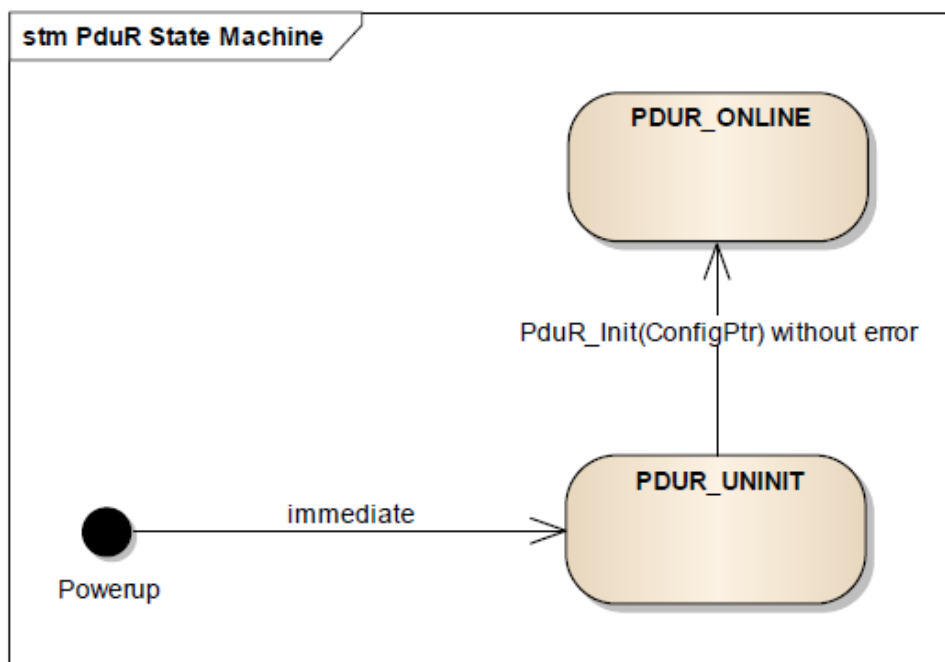 stm PduR State Machine
PDUR_ONLINE
PduR_Init(ConfigPtr) without error
PDUR_UNINIT
immediate
Powerup